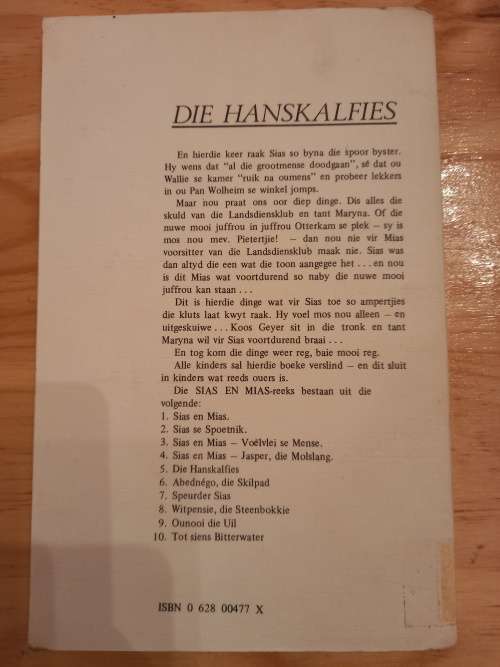 DIE HANSKALFIES
En hierdie keer raak Sias so byna die spoor byster.
Hy wens dat "al die grootmense doodgaan", sê dat ou
Wallie se kamer "ruik na oumens" en probeer lekkers
in ou Pan Wolheim se winkel jomps.
Maar nou praat ons oor diep dinge. Dis alles die
skuld van die Landsdiensklub en tant Maryna. Of die
nuwe mooi juffrou in juffrou Otterkam se plek – sy is
mos nou mev. Pietertjie! – dan nou nie vir Mias
voorsitter van die Landsdiensklub maak nie. Sias was
dan altyd die een wat die toon aangegee het . . . en nou
is dit Mias wat voortdurend so naby die nuwe mooi
juffrou kan staan . . .
Dit is hierdie dinge wat vir Sias toe so ampertjies
die kluts laat kwyt raak. Hy voel mos nou alleen – en
uitgeskuiwe . . . Koos Geyer sit in die tronk en tant
Maryna wil vir Sias voortdurend braai . . .
En tog kom die dinge weer reg, baie mooi reg.
Alle kinders sal hierdie boeke verslind – en dit sluit
in kinders wat reeds ouers is.
Die SIAS EN MIAS-reeks bestaan uit die
volgende:
1. Sias en Mias.
2. Sias se Spoetnik.
3. Sias en Mias – Voëlvlei se Mense.
4. Sias en Mias – Jasper, die Molslang.
5. Die Hanskalfies
6. Abednégo, die Skilpad
7. Speurder Sias
8. Witpensie, die Steenbokkie
9. Ounooi die Uil
10. Tot siens Bitterwater
ISBN 0 628 00477 X